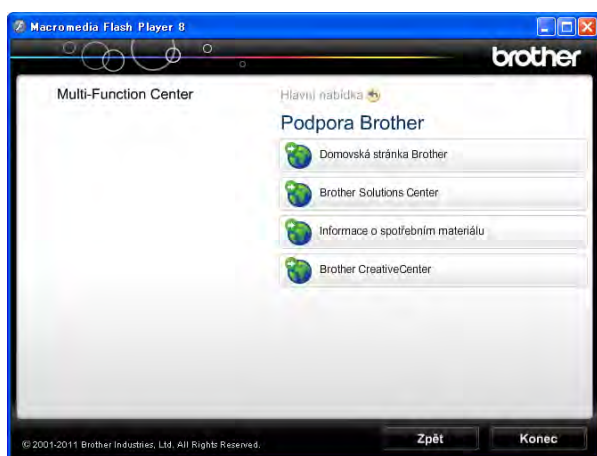 Macromedia Flash Player 8
brother
Multi-Function Center
Hlavní nabídka
Podpora Brother
Domovská stránka Brother
Brother Solutions Center
Informace o spotřebním materiálu
Brother CreativeCenter
© 2001-2011 Brother Industries, Ltd. All Rights Reserved.
Zpět
Konec